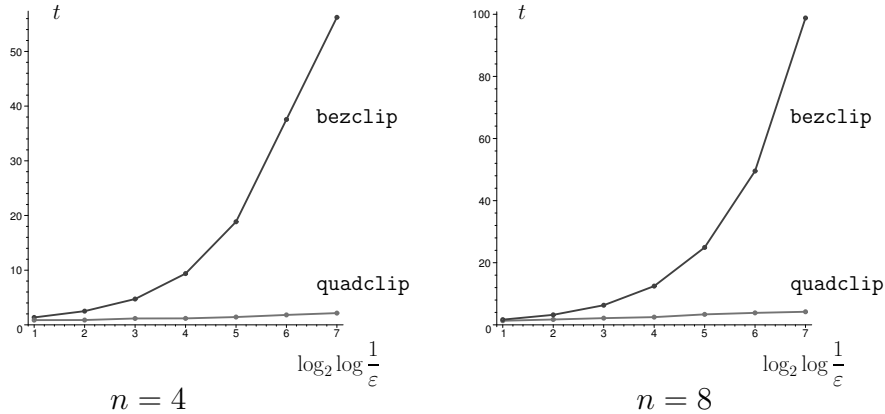 t
50
40
30
20
10
0
1 2 3 4 5 6 7
bezclip
quadclip
log₂ log 1/ε
n = 4
t
100
80
60
40
20
0
1 2 3 4 5 6 7
bezclip
quadclip
log₂ log 1/ε
n = 8